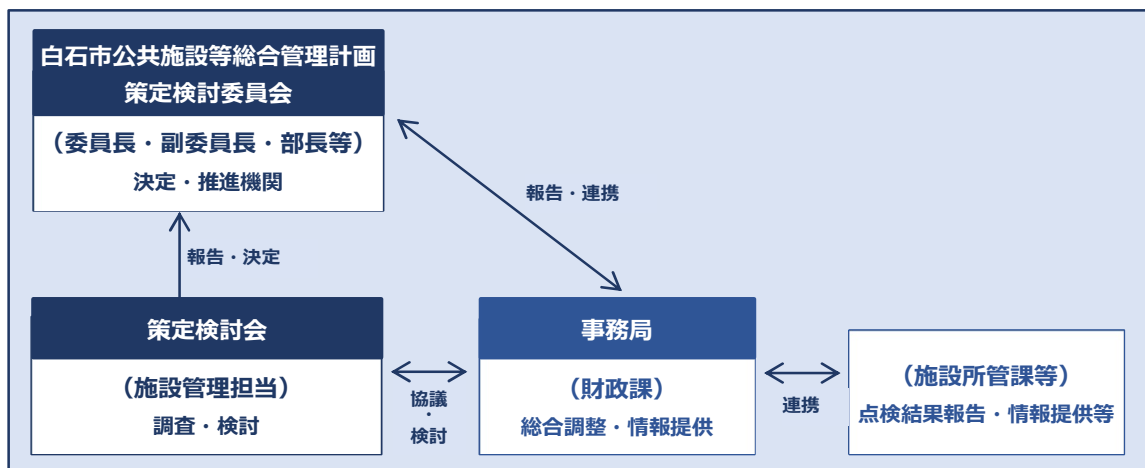 白石市公共施設等総合管理計画
策定検討委員会
（委員長・副委員長・部長等）
決定・推進機関
報告・連携
報告・決定
策定検討会
（施設管理担当）
調査・検討
協議
・
検討
事務局
（財政課）
総合調整・情報提供
連携
（施設所管課等）
点検結果報告・情報提供等